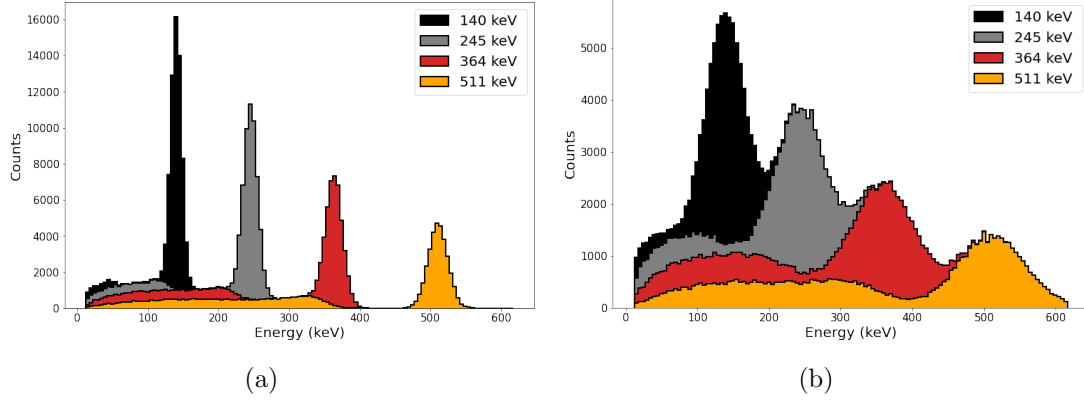 16000
14000
12000
10000
8000
6000
4000
2000
0
Counts
0 100 200 300 400 500 600
Energy (keV)
140 keV
245 keV
364 keV
511 keV
(a)
5000
4000
3000
2000
1000
0
Counts
0 100 200 300 400 500 600
Energy (keV)
140 keV
245 keV
364 keV
511 keV
(b)